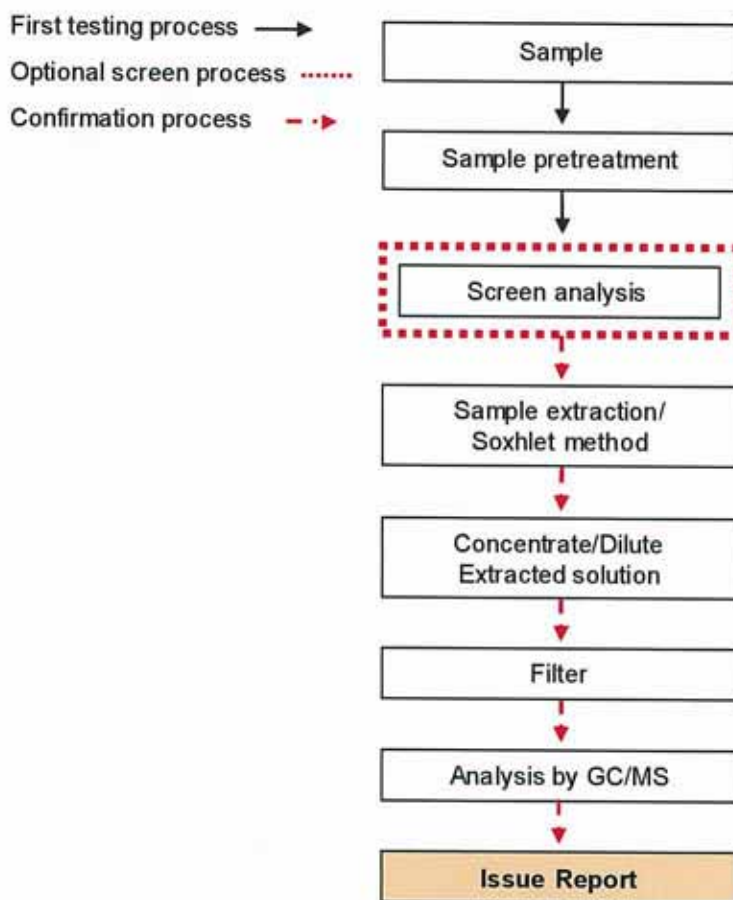 First testing process
Optional screen process
Confirmation process
Sample
Sample pretreatment
Screen analysis
Sample extraction/
Soxhlet method
Concentrate/Dilute
Extracted solution
Filter
Analysis by GC/MS
Issue Report